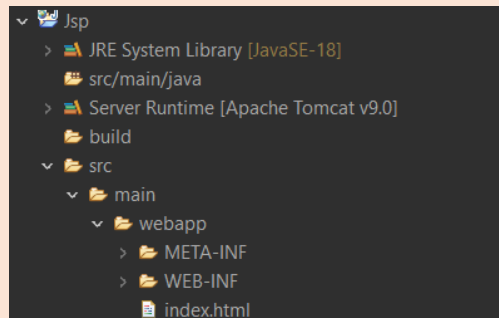 Jsp
JRE System Library [JavaSE-18]
src/main/java
Server Runtime [Apache Tomcat v9.0]
build
src
main
webapp
META-INF
WEB-INF
index.html